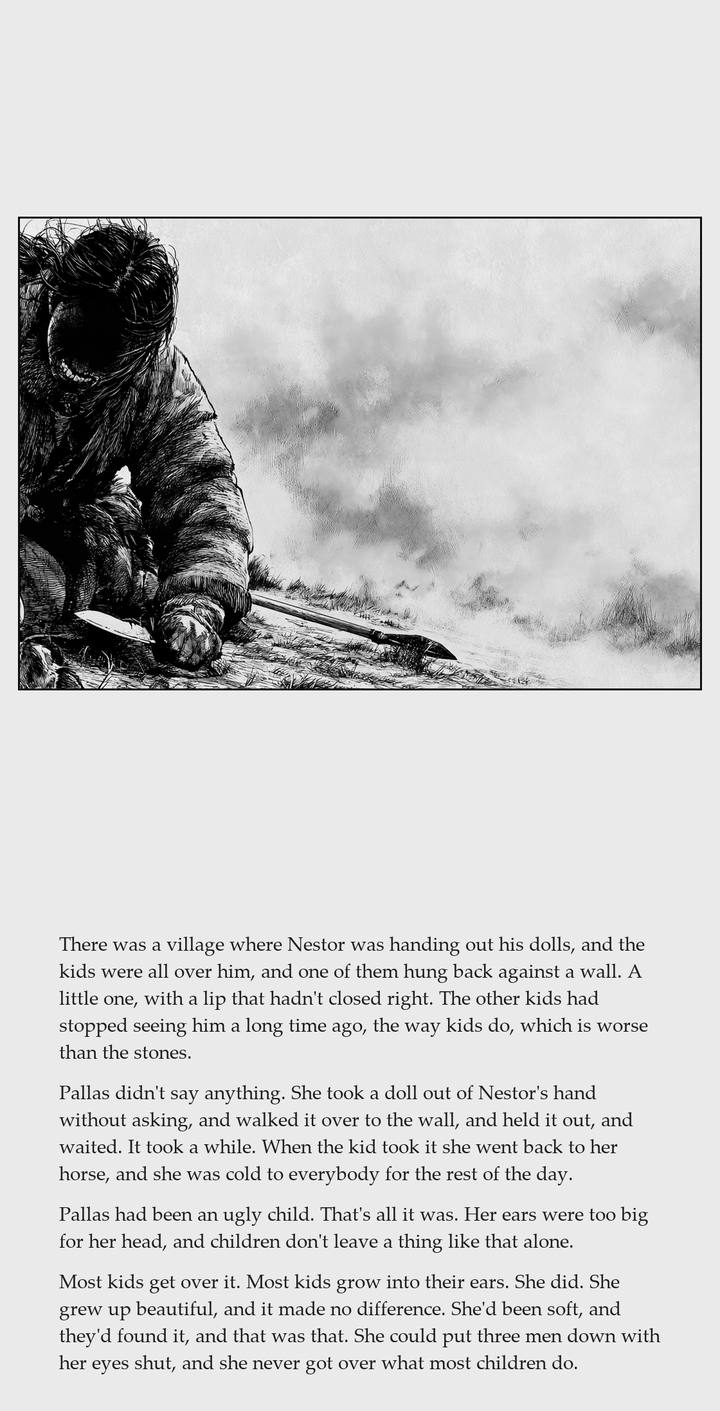 There was a village where Nestor was handing out his dolls, and the
kids were all over him, and one of them hung back against a wall. A
little one, with a lip that hadn't closed right. The other kids had
stopped seeing him a long time ago, the way kids do, which is worse
than the stones.
Pallas didn't say anything. She took a doll out of Nestor's hand
without asking, and walked it over to the wall, and held it out, and
waited. It took a while. When the kid took it she went back to her
horse, and she was cold to everybody for the rest of the day.
Pallas had been an ugly child. That's all it was. Her ears were too big
for her head, and children don't leave a thing like that alone.
Most kids get over it. Most kids grow into their ears. She did. She
grew up beautiful, and it made no difference. She'd been soft, and
they'd found it, and that was that. She could put three men down with
her eyes shut, and she never got over what most children do.